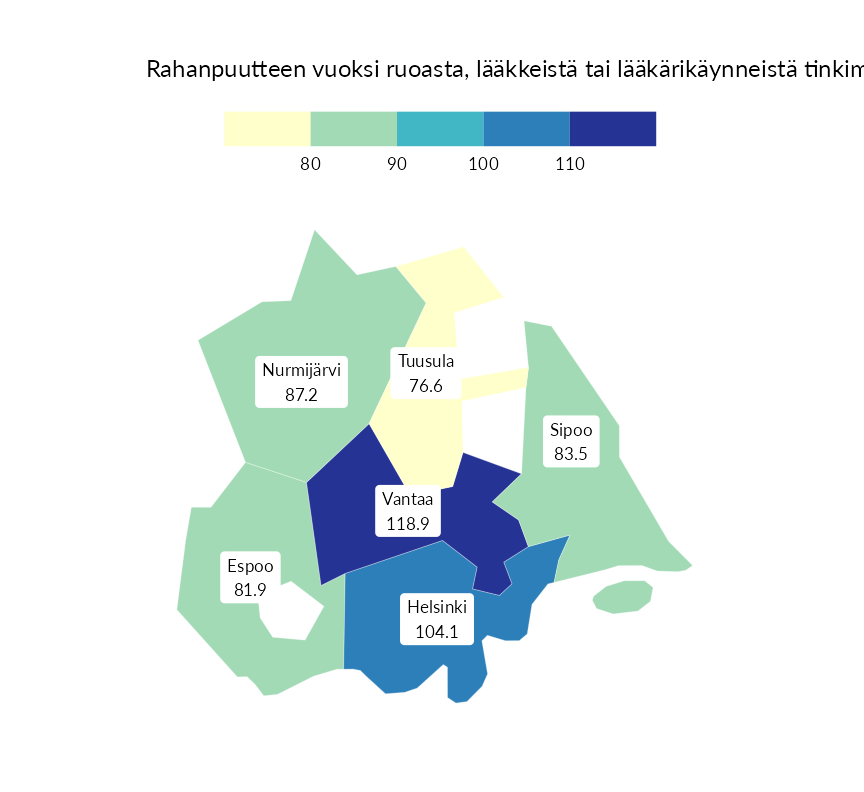 Rahanpuutteen vuoksi ruoasta, lääkkeistä tai lääkärikäynneistä
80 90 100 110
Nurmijärvi
87.2
Tuusula
76.6
Sipoo
83.5
Vantaa
118.9
Espoo
81.9
Helsinki
104.1